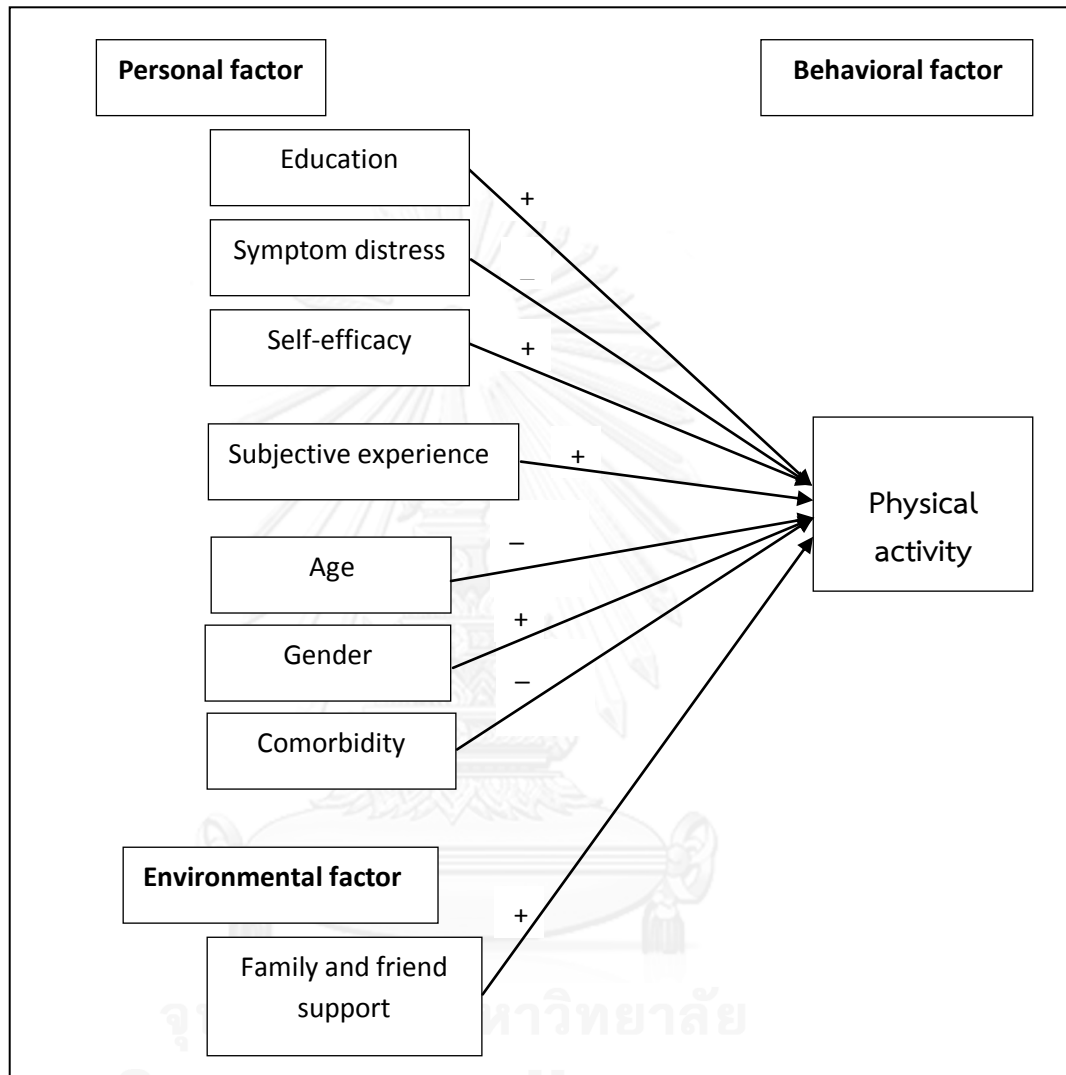 Personal factor
Behavioral factor
Education
+
Symptom distress
–
Self-efficacy
+
Subjective experience
+
Physical
activity
–
Age
+
Gender
–
Comorbidity
Environmental factor
+
Family and friend
support